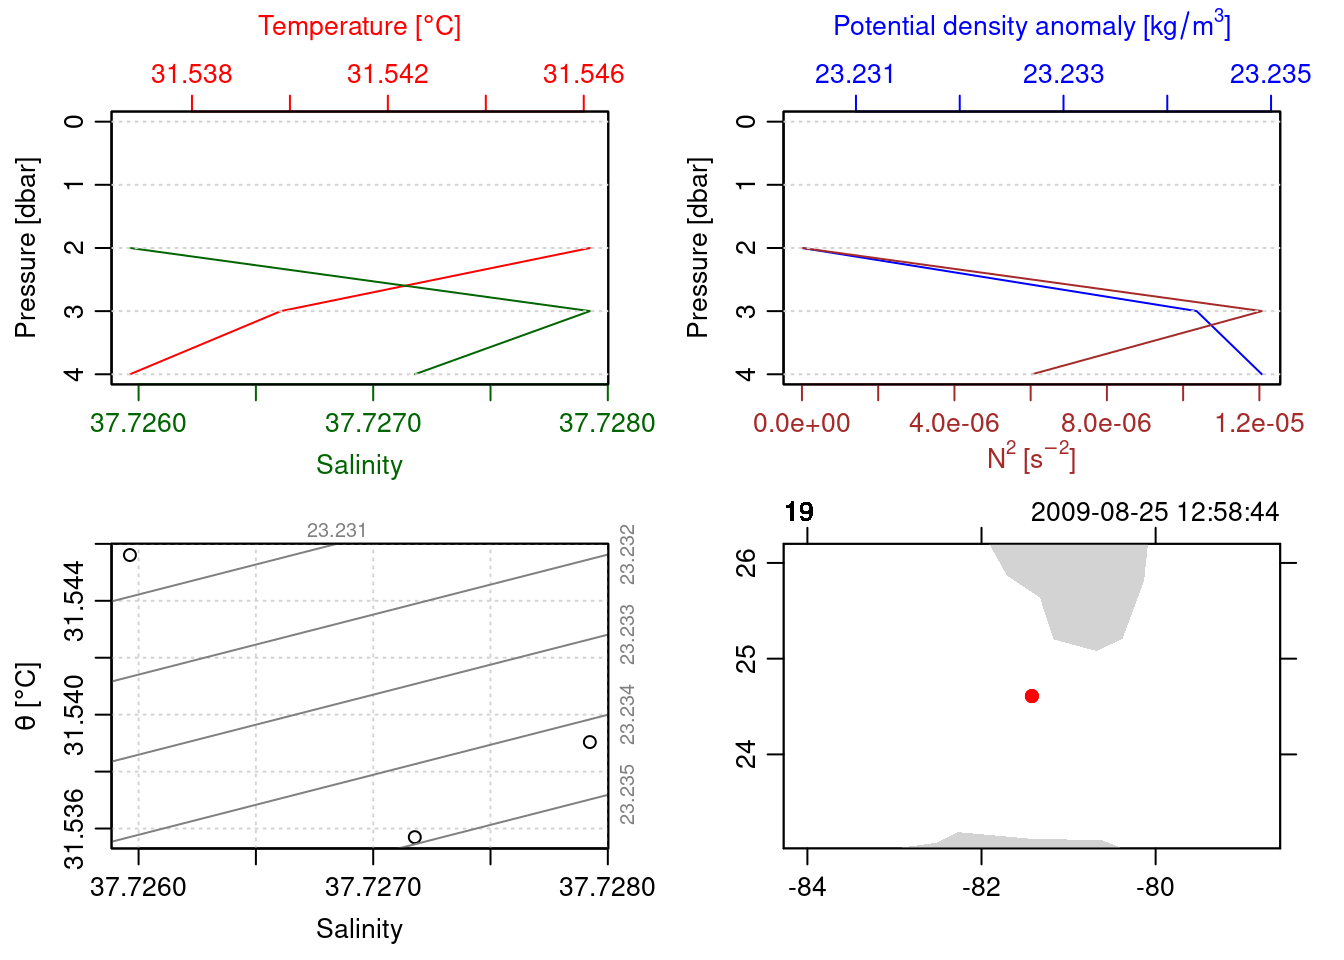 Temperature [°C]
31.538 31.542 31.546
0
1
2
3
4
Pressure [dbar]
37.7260 37.7270 37.7280
Salinity
Potential density anomaly [kg/m³]
23.231 23.233 23.235
0
1
2
3
4
Pressure [dbar]
0.0e+00 4.0e-06 8.0e-06 1.2e-05
N² [s⁻²]
23.231
23.232
23.233
23.234
23.235
31.544
31.540
31.536
θ [°C]
37.7260 37.7270 37.7280
Salinity
19 2009-08-25 12:58:44
26
25
24
-84 -82 -80